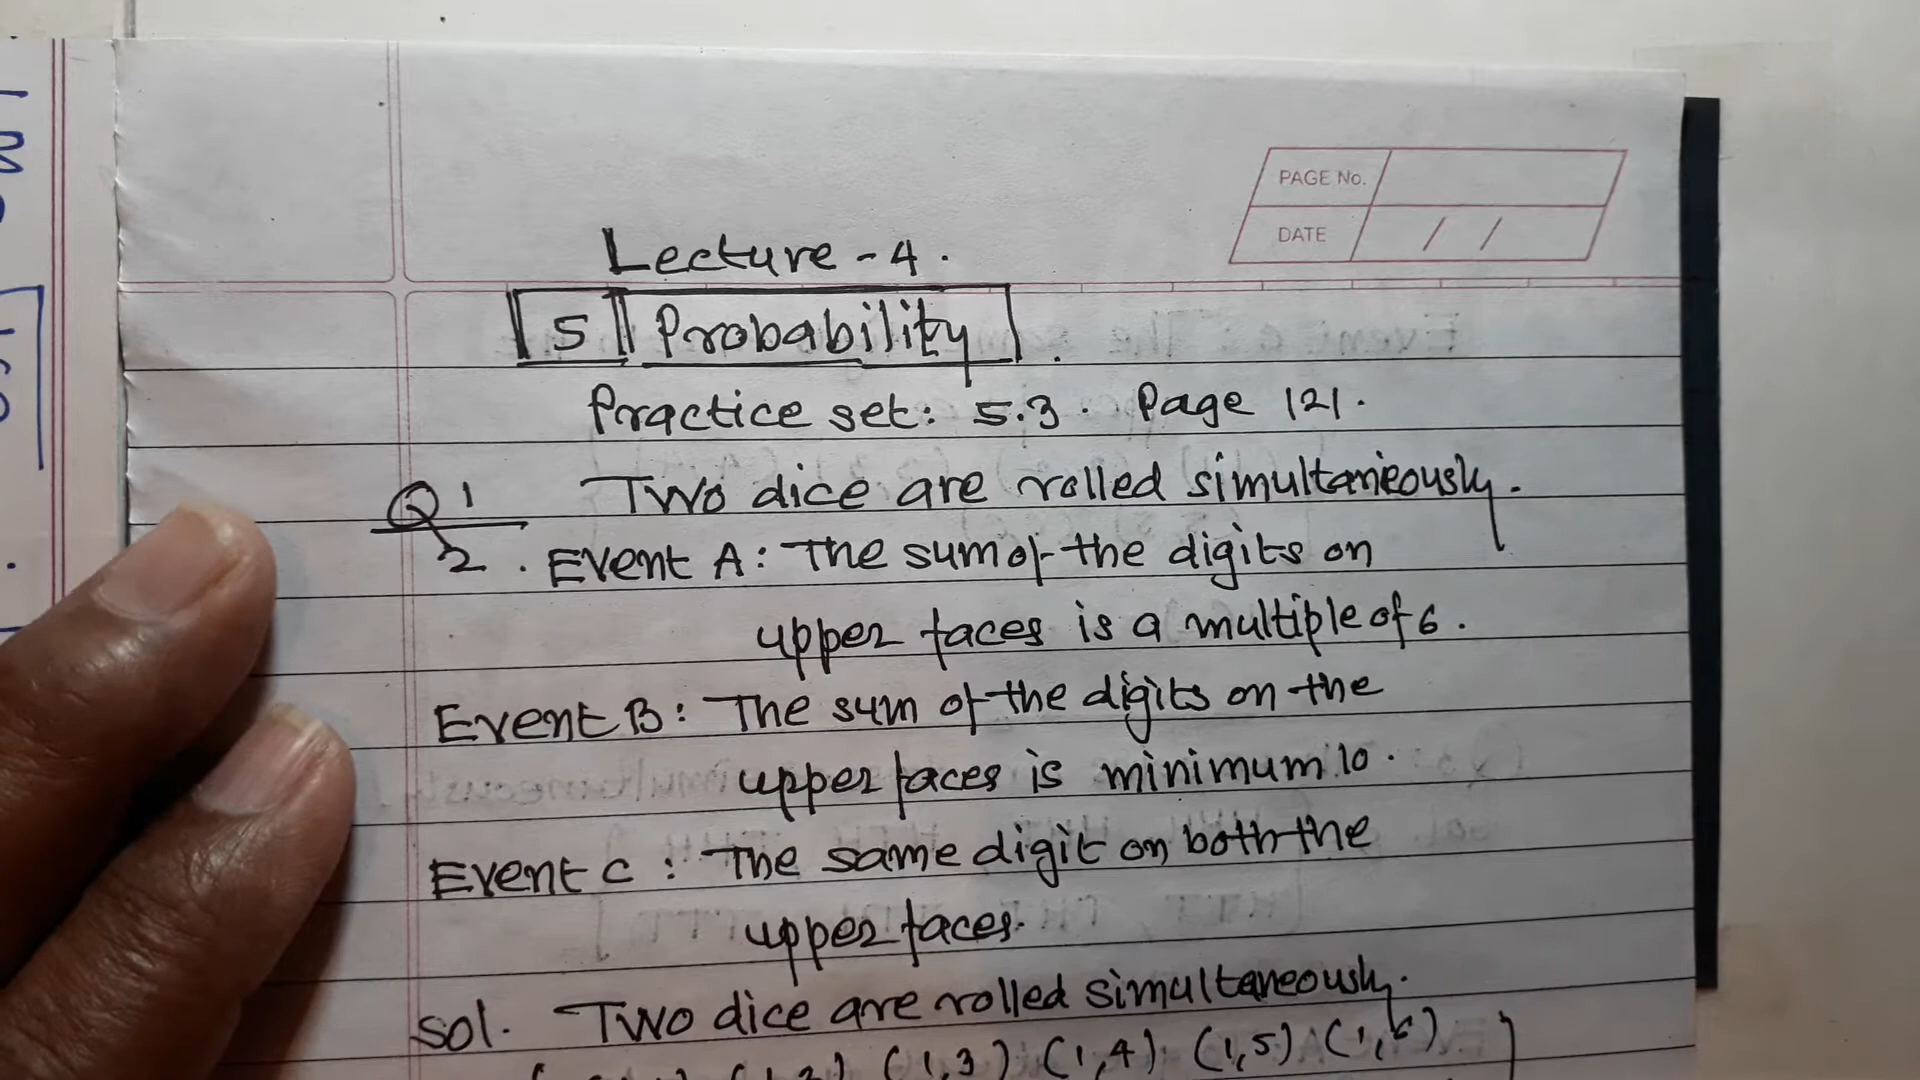 PAGE No.
DATE / /
Lecture - 4.
5 Probability.
Practice set: 5.3. Page 121.
Q 1 Two dice are rolled simultaneously.
2. Event A: The sum of the digits on
upper faces is a multiple of 6.
Event B: The sum of the digits on the
upper faces is minimum 10.
Event C: The same digit on both the
upper faces.
Sol. Two dice are rolled simultaneously.
(1,3) (1,4) (1,5) (1,6)